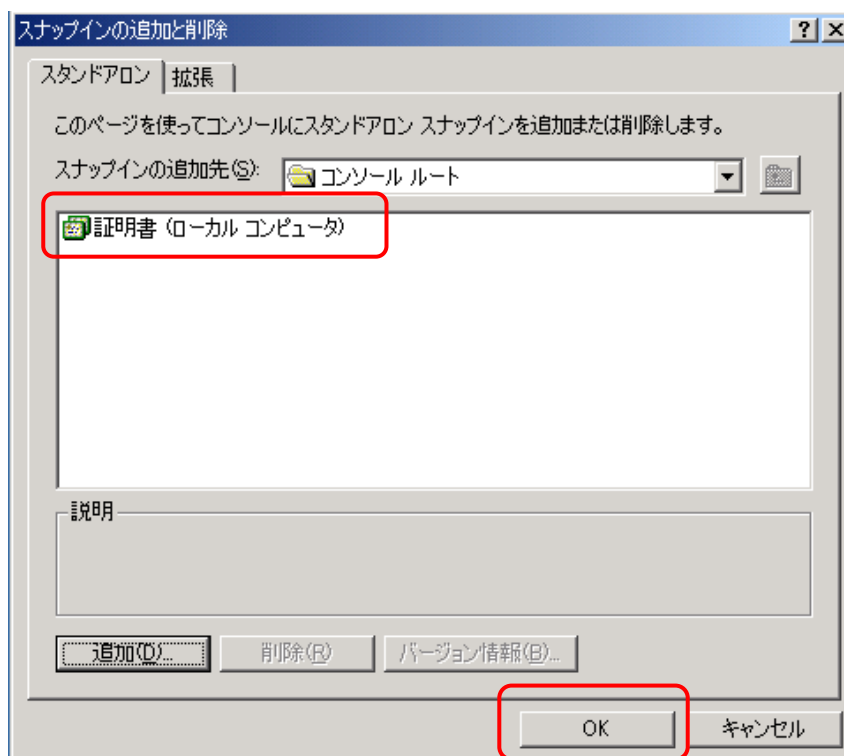 スナップインの追加と削除
スタンドアロン 拡張
このページを使ってコンソールにスタンドアロン スナップインを追加または削除します。
スナップインの追加先(S): コンソール ルート
証明書 (ローカル コンピュータ)
説明
追加(D)... 削除(R) バージョン情報(B)...
OK キャンセル